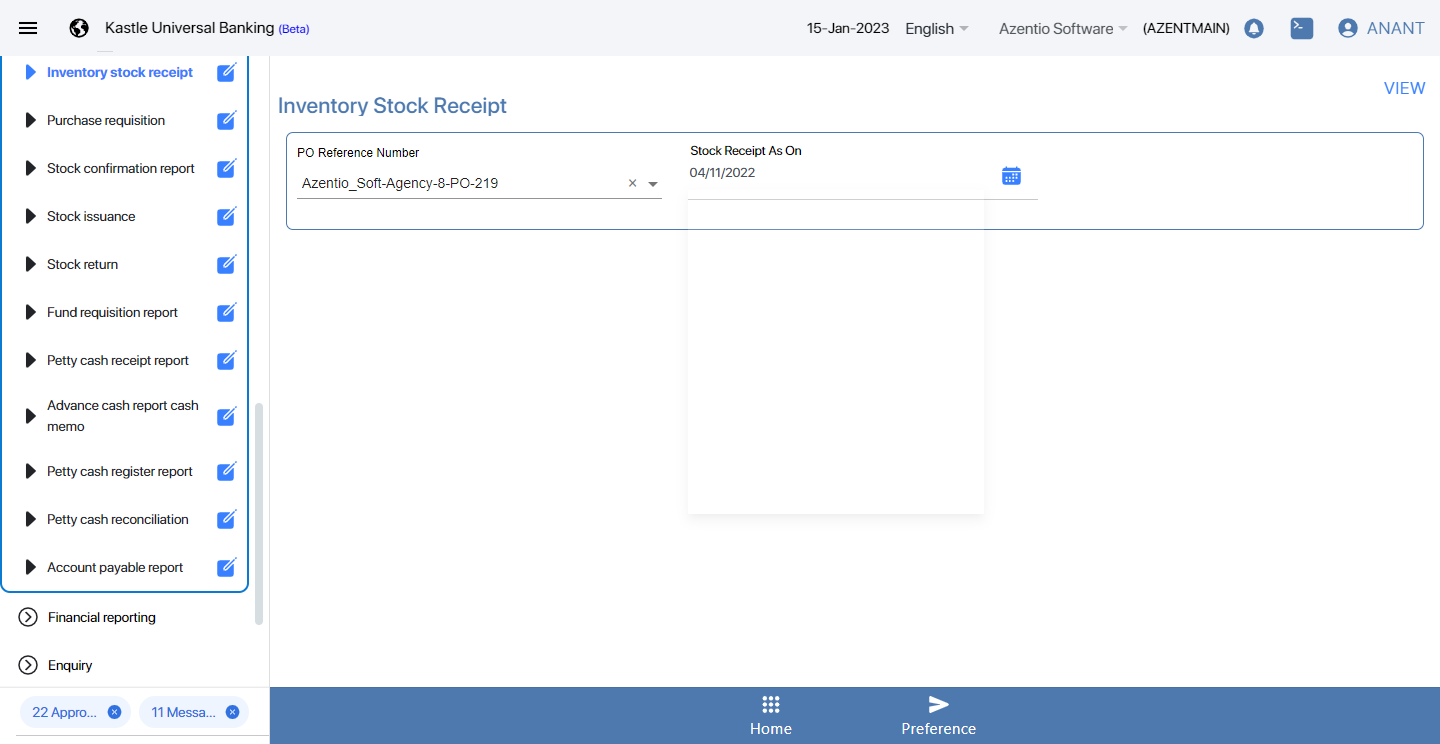 Kastle Universal Banking (Beta)
15-Jan-2023 English Azentio Software (AZENTMAIN) ANANT
Inventory stock receipt
Purchase requisition
Stock confirmation report
Stock issuance
Stock return
Fund requisition report
Petty cash receipt report
Advance cash report cash
memo
Petty cash register report
Petty cash reconciliation
Account payable report
Financial reporting
Enquiry
22 Appro...
11 Messa...
VIEW
Inventory Stock Receipt
PO Reference Number
Azentio_Soft-Agency-8-PO-219
Stock Receipt As On
04/11/2022
Home
Preference